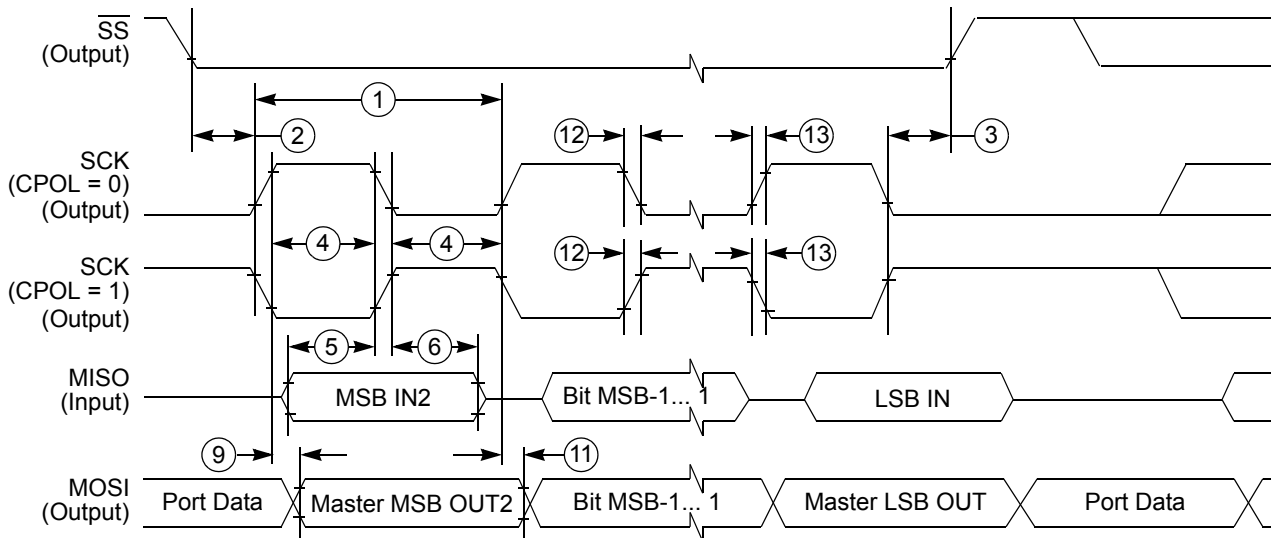 SS
(Output)
1
2
12
13
3
SCK
(CPOL = 0)
(Output)
4
4
12
13
SCK
(CPOL = 1)
(Output)
5
6
MISO
(Input)
MSB IN2
Bit MSB-1... 1
LSB IN
9
11
MOSI
(Output)
Port Data
Master MSB OUT2
Bit MSB-1... 1
Master LSB OUT
Port Data